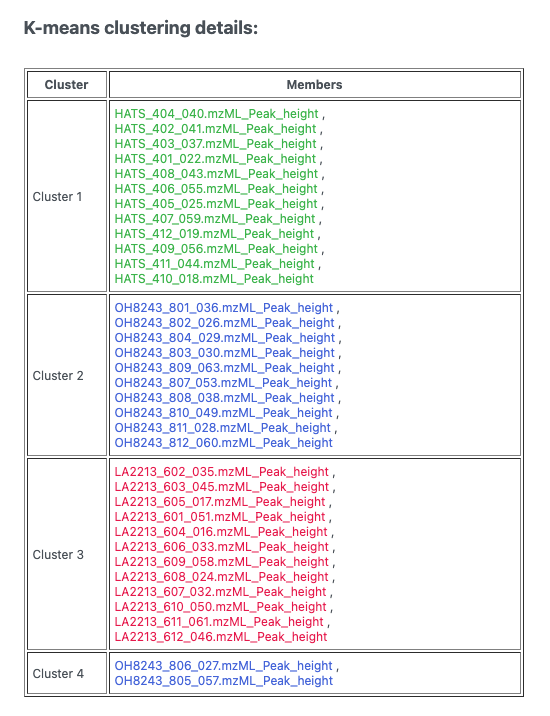 K-means clustering details:
Cluster Members
Cluster 1
HATS_404_040.mzML_Peak_height ,
HATS_402_041.mzML_Peak_height ,
HATS_403_037.mzML_Peak_height ,
HATS_401_022.mzML_Peak_height ,
HATS_408_043.mzML_Peak_height ,
HATS_406_055.mzML_Peak_height ,
HATS_405_025.mzML_Peak_height ,
HATS_407_059.mzML_Peak_height ,
HATS_412_019.mzML_Peak_height ,
HATS_409_056.mzML_Peak_height ,
HATS_411_044.mzML_Peak_height ,
HATS_410_018.mzML_Peak_height
Cluster 2
OH8243_801_036.mzML_Peak_height ,
OH8243_802_026.mzML_Peak_height ,
OH8243_804_029.mzML_Peak_height ,
OH8243_803_030.mzML_Peak_height ,
OH8243_809_063.mzML_Peak_height ,
OH8243_807_053.mzML_Peak_height ,
OH8243_808_038.mzML_Peak_height ,
OH8243_810_049.mzML_Peak_height ,
OH8243_811_028.mzML_Peak_height ,
OH8243_812_060.mzML_Peak_height
Cluster 3
LA2213_602_035.mzML_Peak_height ,
LA2213_603_045.mzML_Peak_height ,
LA2213_605_017.mzML_Peak_height ,
LA2213_601_051.mzML_Peak_height ,
LA2213_604_016.mzML_Peak_height ,
LA2213_606_033.mzML_Peak_height ,
LA2213_609_058.mzML_Peak_height ,
LA2213_608_024.mzML_Peak_height ,
LA2213_607_032.mzML_Peak_height ,
LA2213_610_050.mzML_Peak_height ,
LA2213_611_061.mzML_Peak_height ,
LA2213_612_046.mzML_Peak_height
Cluster 4
OH8243_806_027.mzML_Peak_height ,
OH8243_805_057.mzML_Peak_height